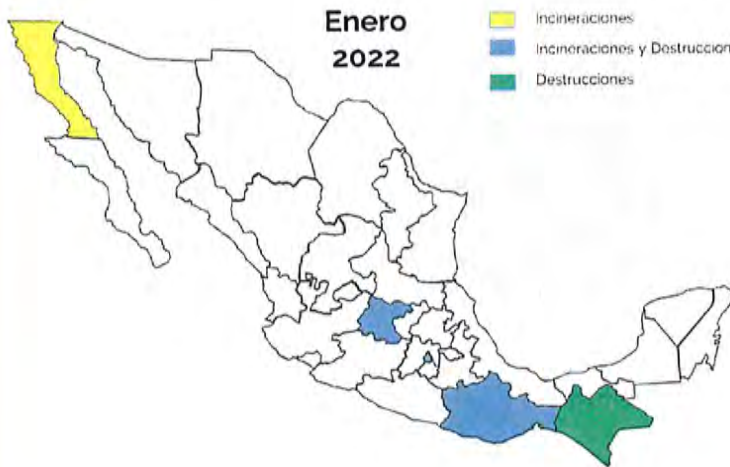 Enero
2022
Incineraciones
Incineraciones y Destruccion
Destrucciones